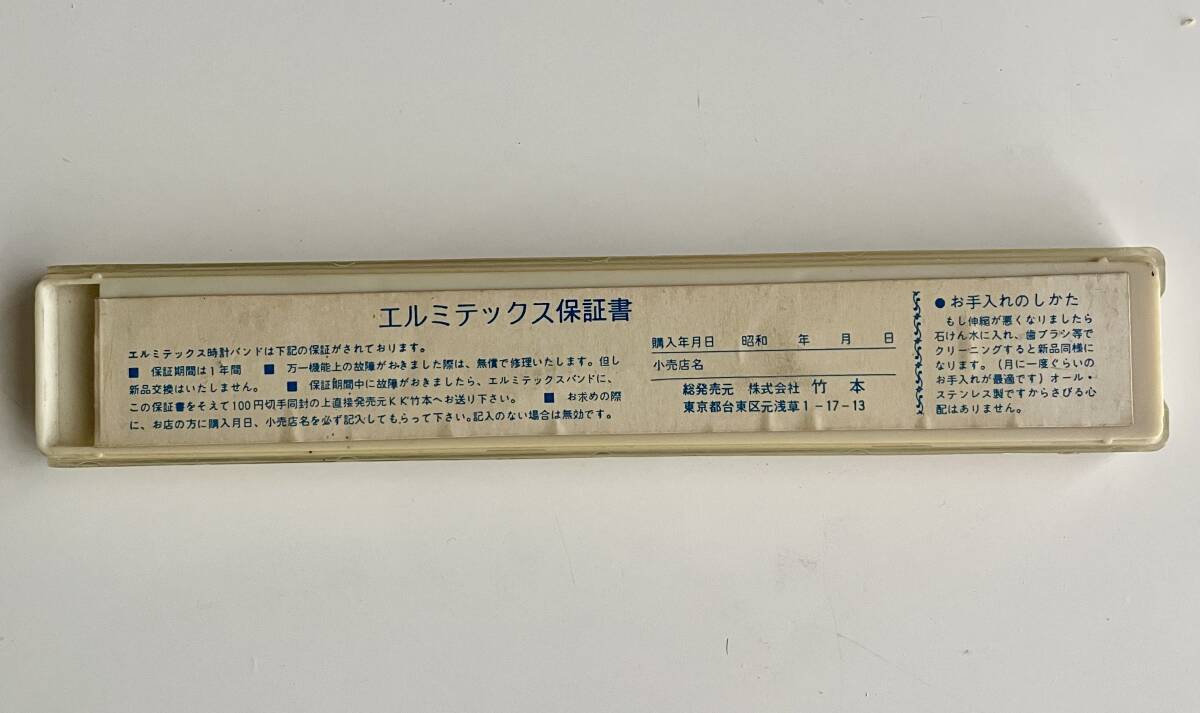 エルミテックス保証書
エルミテックス時計バンドは下記の保証がされております。
■ 保証期間は1年間 ■ 万一機能上の故障がおきました際は、無償で修理いたします。但し
新品交換はいたしません。 ■ 保証期間中に故障がおきましたら、エルミテックスバンドに、
この保証書をそえて100円切手同封の上直接発売元KK竹本へお送り下さい。 ■ お求めの際
に、お店の方に購入月日、小売店名を必ず記入してもらって下さい。記入のない場合は無効です。
購入年月日 昭和 年 月 日
小売店名
総発売元 株式会社 竹本
東京都台東区元浅草1-17-13
● お手入れのしかた
もし伸縮が悪くなりましたら
石けん水に入れ、歯ブラシ等で
クリーニングすると新品同様に
なります。(月に一度ぐらいの
お手入れが最適です)オール・
ステンレス製ですからさびる心
配はありません。